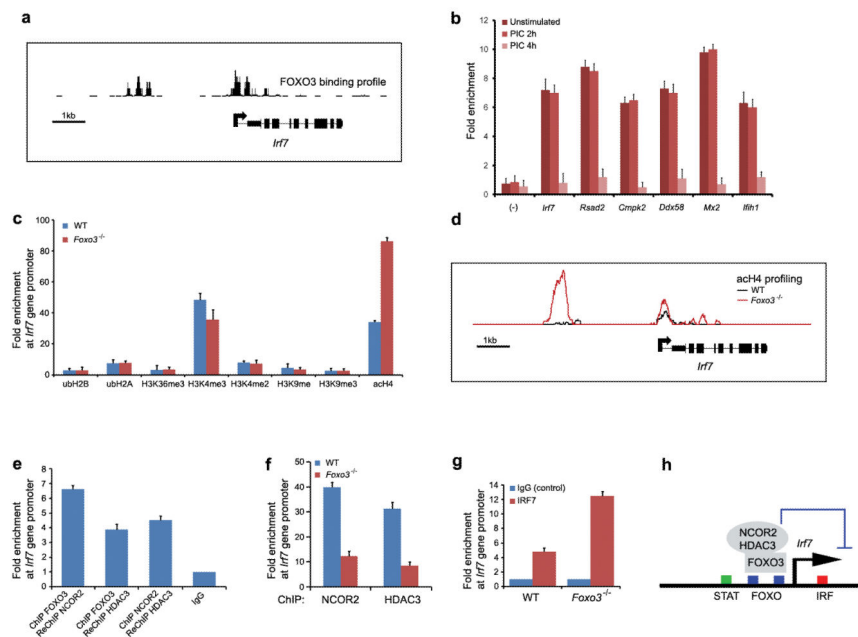 a
FOXO3 binding profile
1kb
Irf7
b
Unstimulated
PIC 2h
PIC 4h
Fold enrichment
12
10
8
6
4
2
0
(-) Irf7 Rsad2 Cmpk2 Ddx58 Mx2 Ifih1
c
WT
Foxo3-/-
Fold enrichment
at Irf7 gene promoter
100
80
60
40
20
0
ubH2B ubH2A H3K36me3 H3K4me3 H3K4me2 H3K9me H3K9me3 acH4
d
acH4 profiling
WT
Foxo3 -/-
1kb
Irf7
e
Fold enrichment
at Irf7 gene promoter
8
7
6
5
4
3
2
1
0
ChIP FOXO3
ReChIP NCOR2
ChIP FOXO3
ReChIP HDAC3
ChIP NCOR2
ReChIP HDAC3
IgG
f
WT
Foxo3-/-
Fold enrichment
at Irf7 gene promoter
50
40
30
20
10
0
ChIP: NCOR2 HDAC3
g
IgG (control)
IRF7
Fold enrichment
at Irf7 gene promoter
14
12
10
8
6
4
2
0
WT Foxo3-/-
h
NCOR2
HDAC3
FOXO3
Irf7
STAT FOXO IRF